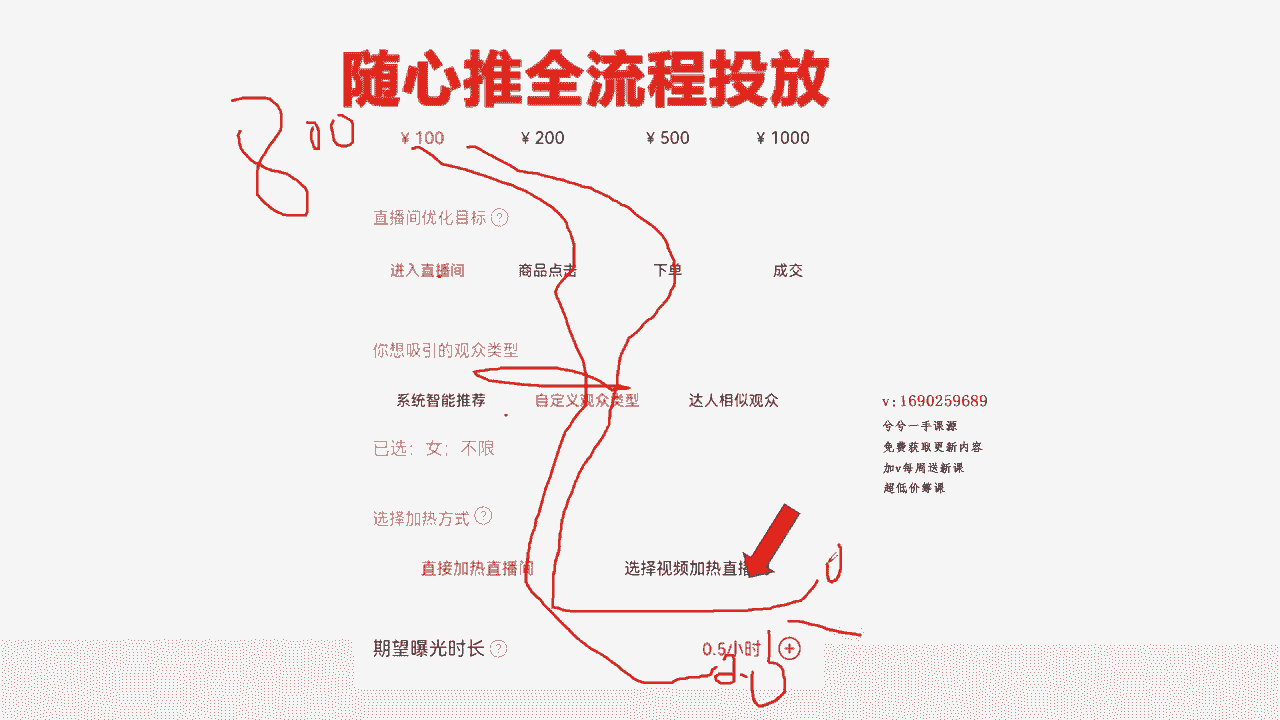 随心推全流程投放
800
¥ 100 ¥ 200 ¥ 500 ¥ 1000
直播间优化目标 ?
进入直播间 商品点击 下单 成交
你想吸引的观众类型
系统智能推荐 自定义观众类型 达人相似观众
v:1690259689
兮兮一手课源
免费获取更新内容
加v每周送新课
超低价筹课
已选：女；不限
选择加热方式 ?
直接加热直播间 选择视频加热直播
期望曝光时长 ? 0.5小时 +